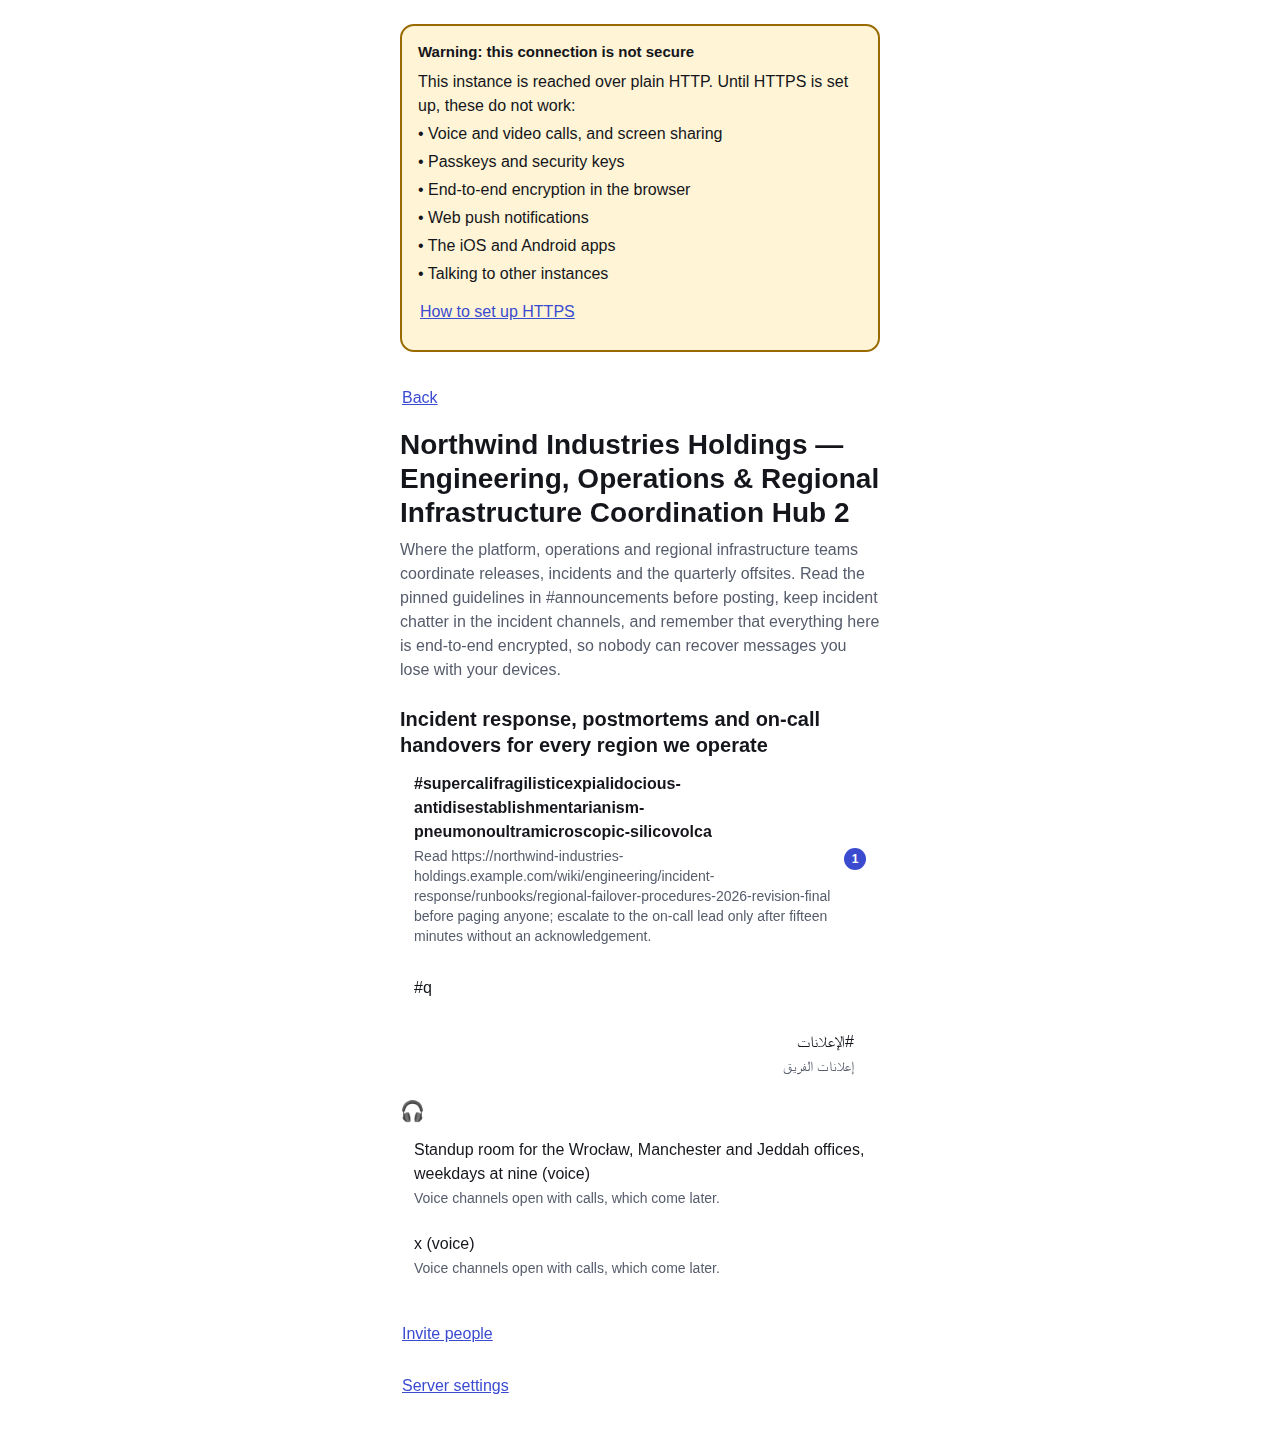 Warning: this connection is not secure
This instance is reached over plain HTTP. Until HTTPS is set
up, these do not work:
• Voice and video calls, and screen sharing
• Passkeys and security keys
• End-to-end encryption in the browser
• Web push notifications
• The iOS and Android apps
• Talking to other instances
How to set up HTTPS
Back
Northwind Industries Holdings —
Engineering, Operations & Regional
Infrastructure Coordination Hub 2
Where the platform, operations and regional infrastructure teams
coordinate releases, incidents and the quarterly offsites. Read the
pinned guidelines in #announcements before posting, keep incident
chatter in the incident channels, and remember that everything here
is end-to-end encrypted, so nobody can recover messages you
lose with your devices.
Incident response, postmortems and on-call
handovers for every region we operate
#supercalifragilisticexpialidocious-
antidisestablishmentarianism-
pneumonoultramicroscopic-silicovolca
Read https://northwind-industries-
holdings.example.com/wiki/engineering/incident-
response/runbooks/regional-failover-procedures-2026-revision-final
before paging anyone; escalate to the on-call lead only after fifteen
minutes without an acknowledgement.
1
#q
#الإعلانات
إعلانات الفريق
🎧
Standup room for the Wrocław, Manchester and Jeddah offices,
weekdays at nine (voice)
Voice channels open with calls, which come later.
x (voice)
Voice channels open with calls, which come later.
Invite people
Server settings